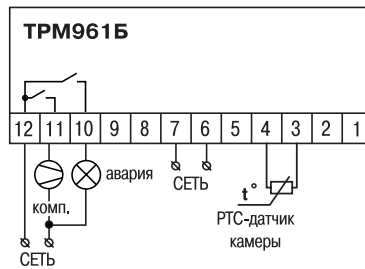 ТРМ961Б
12 11 10 9 8 7 6 5 4 3 2 1
авария
СЕТЬ
t°
комп.
РТС-датчик
камеры
СЕТЬ